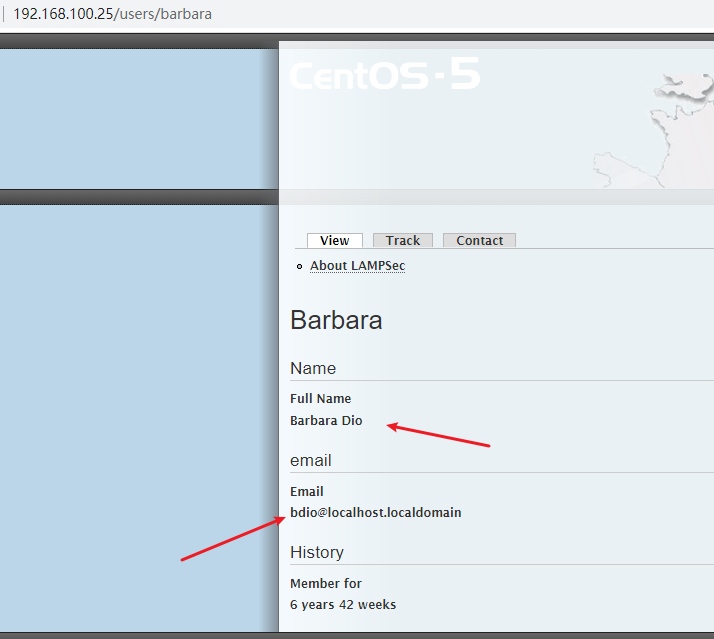 192.168.100.25/users/barbara
CentOS-5
View Track Contact
About LAMPSec
Barbara
Name
Full Name
Barbara Dio
email
Email
bdio@localhost.localdomain
History
Member for
6 years 42 weeks